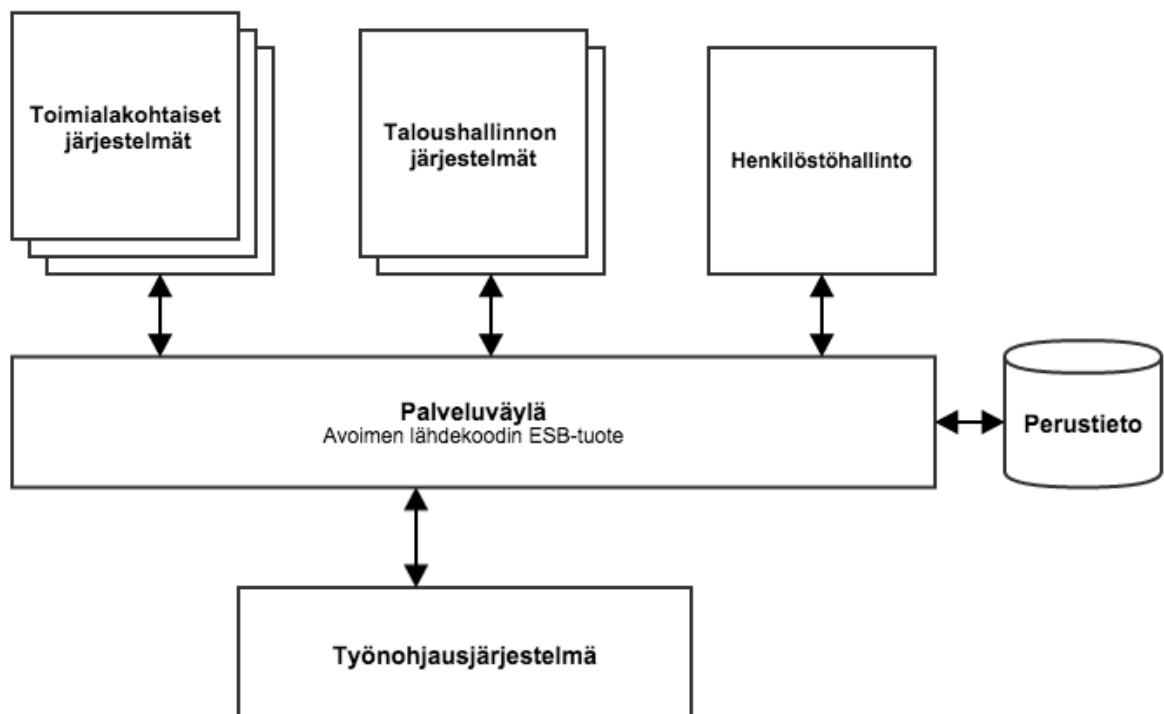 Toimialakohtaiset
järjestelmät
Taloushallinnon
järjestelmät
Henkilöstöhallinto
Palveluväylä
Avoimen lähdekoodin ESB-tuote
Perustieto
Työnohjausjärjestelmä